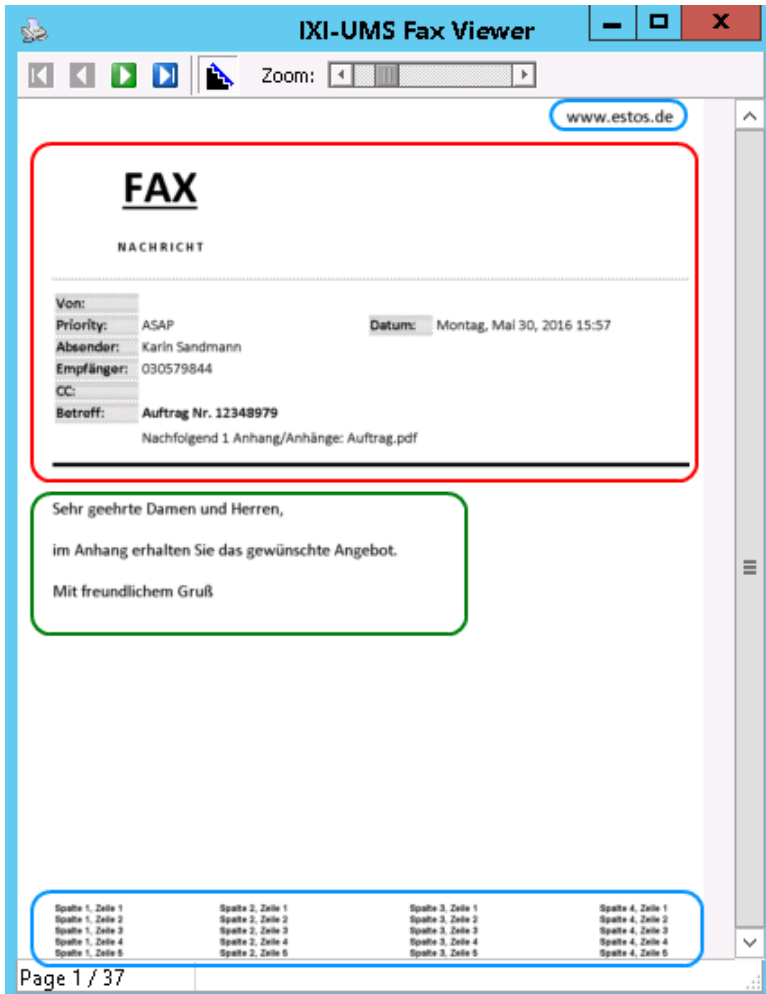 IXI-UMS Fax Viewer
Zoom:
www.estos.de
FAX
NACHRICHT
Von:
Priority: ASAP Datum: Montag, Mai 30, 2016 15:57
Absender: Karin Sandmann
Empfänger: 030579844
CC:
Betreff: Auftrag Nr. 12348979
Nachfolgend 1 Anhang/Anhänge: Auftrag.pdf
Sehr geehrte Damen und Herren,
im Anhang erhalten Sie das gewünschte Angebot.
Mit freundlichem Gruß
Spalte 1, Zeile 1 Spalte 2, Zeile 1 Spalte 3, Zeile 1 Spalte 4, Zeile 1
Spalte 1, Zeile 2 Spalte 2, Zeile 2 Spalte 3, Zeile 2 Spalte 4, Zeile 2
Spalte 1, Zeile 3 Spalte 2, Zeile 3 Spalte 3, Zeile 3 Spalte 4, Zeile 3
Spalte 1, Zeile 4 Spalte 2, Zeile 4 Spalte 3, Zeile 4 Spalte 4, Zeile 4
Spalte 1, Zeile 5 Spalte 2, Zeile 5 Spalte 3, Zeile 5 Spalte 4, Zeile 5
Page 1 / 37